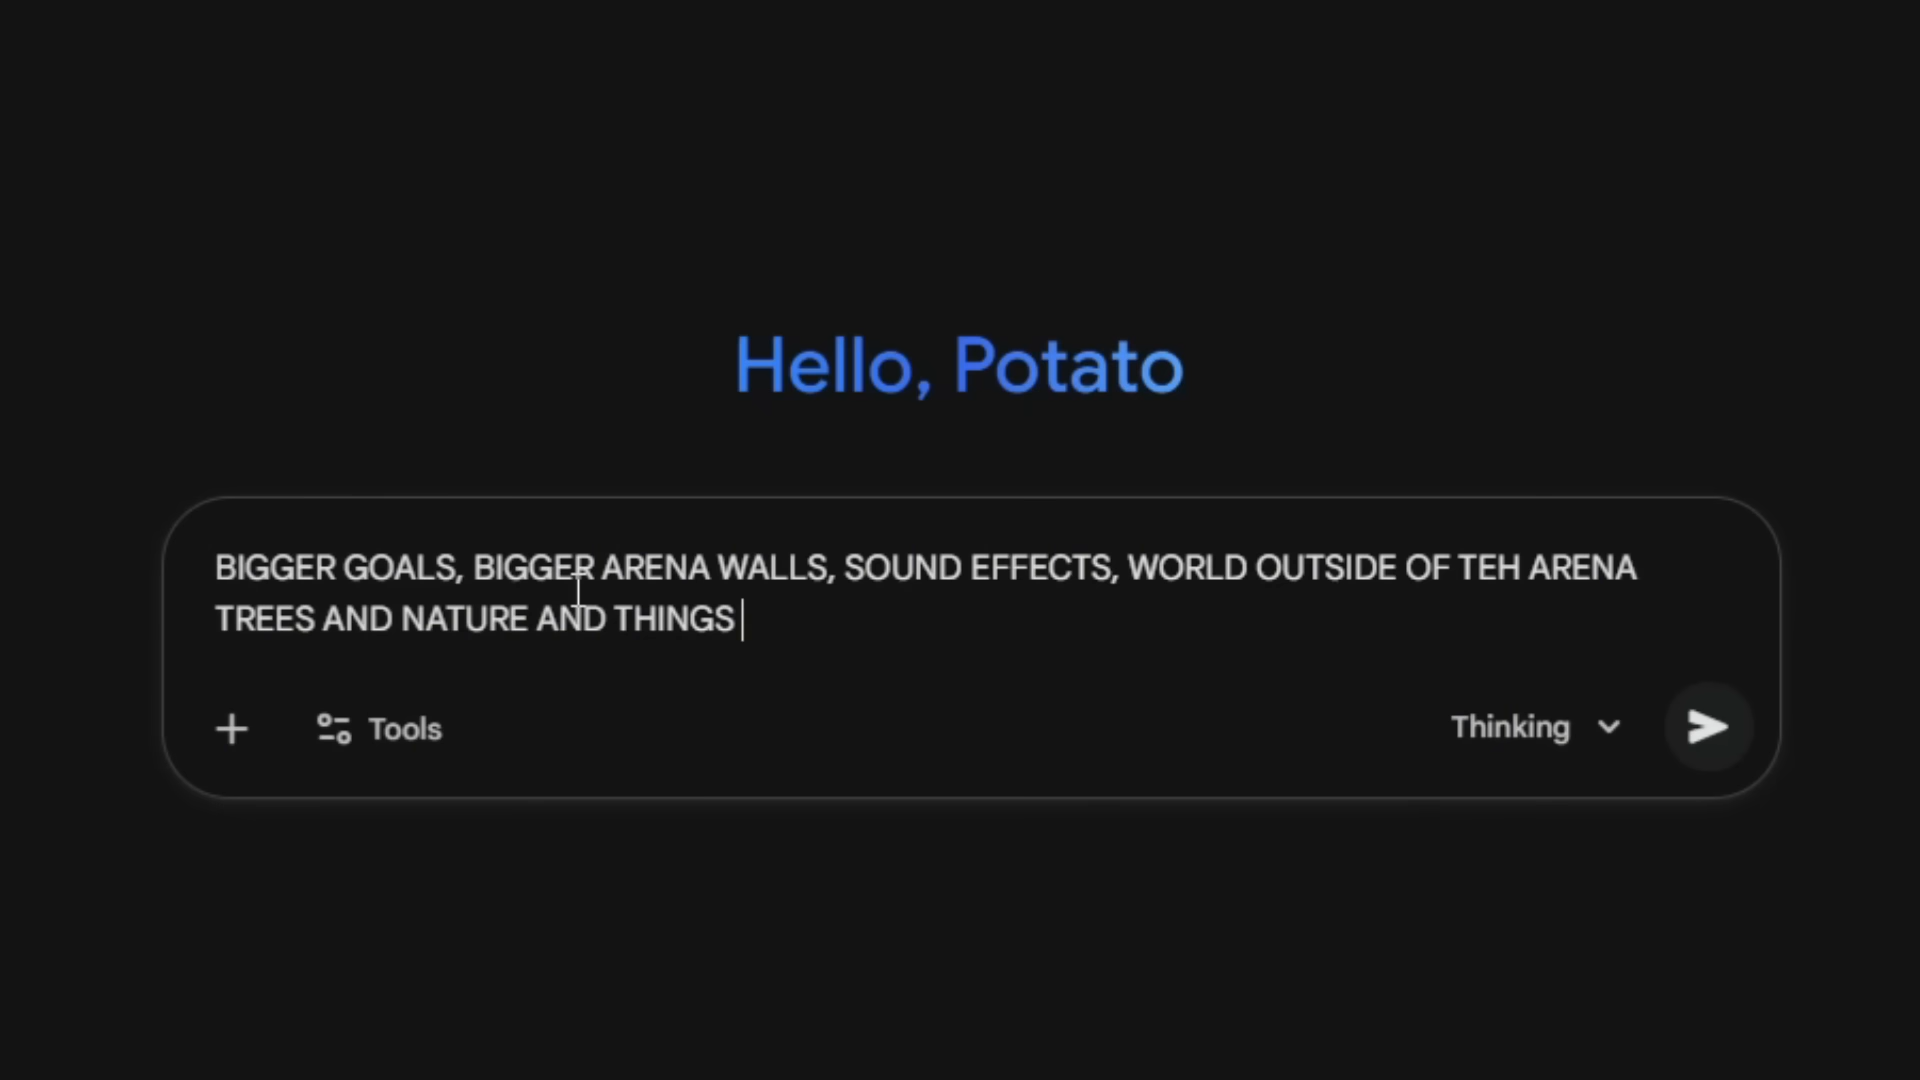 Hello, Potato
BIGGER GOALS, BIGGER ARENA WALLS, SOUND EFFECTS, WORLD OUTSIDE OF TEH ARENA
TREES AND NATURE AND THINGS
Tools
Thinking